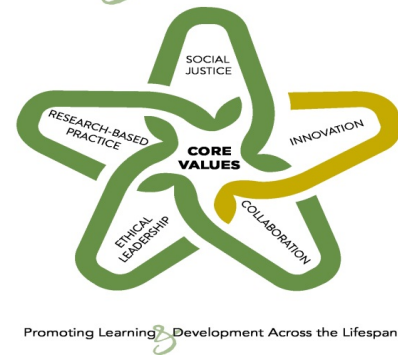 SOCIAL
JUSTICE
RESEARCH-BASED
PRACTICE
INNOVATION
CORE
VALUES
ETHICAL
LEADERSHIP
COLLABORATION
Promoting Learning & Development Across the Lifespan